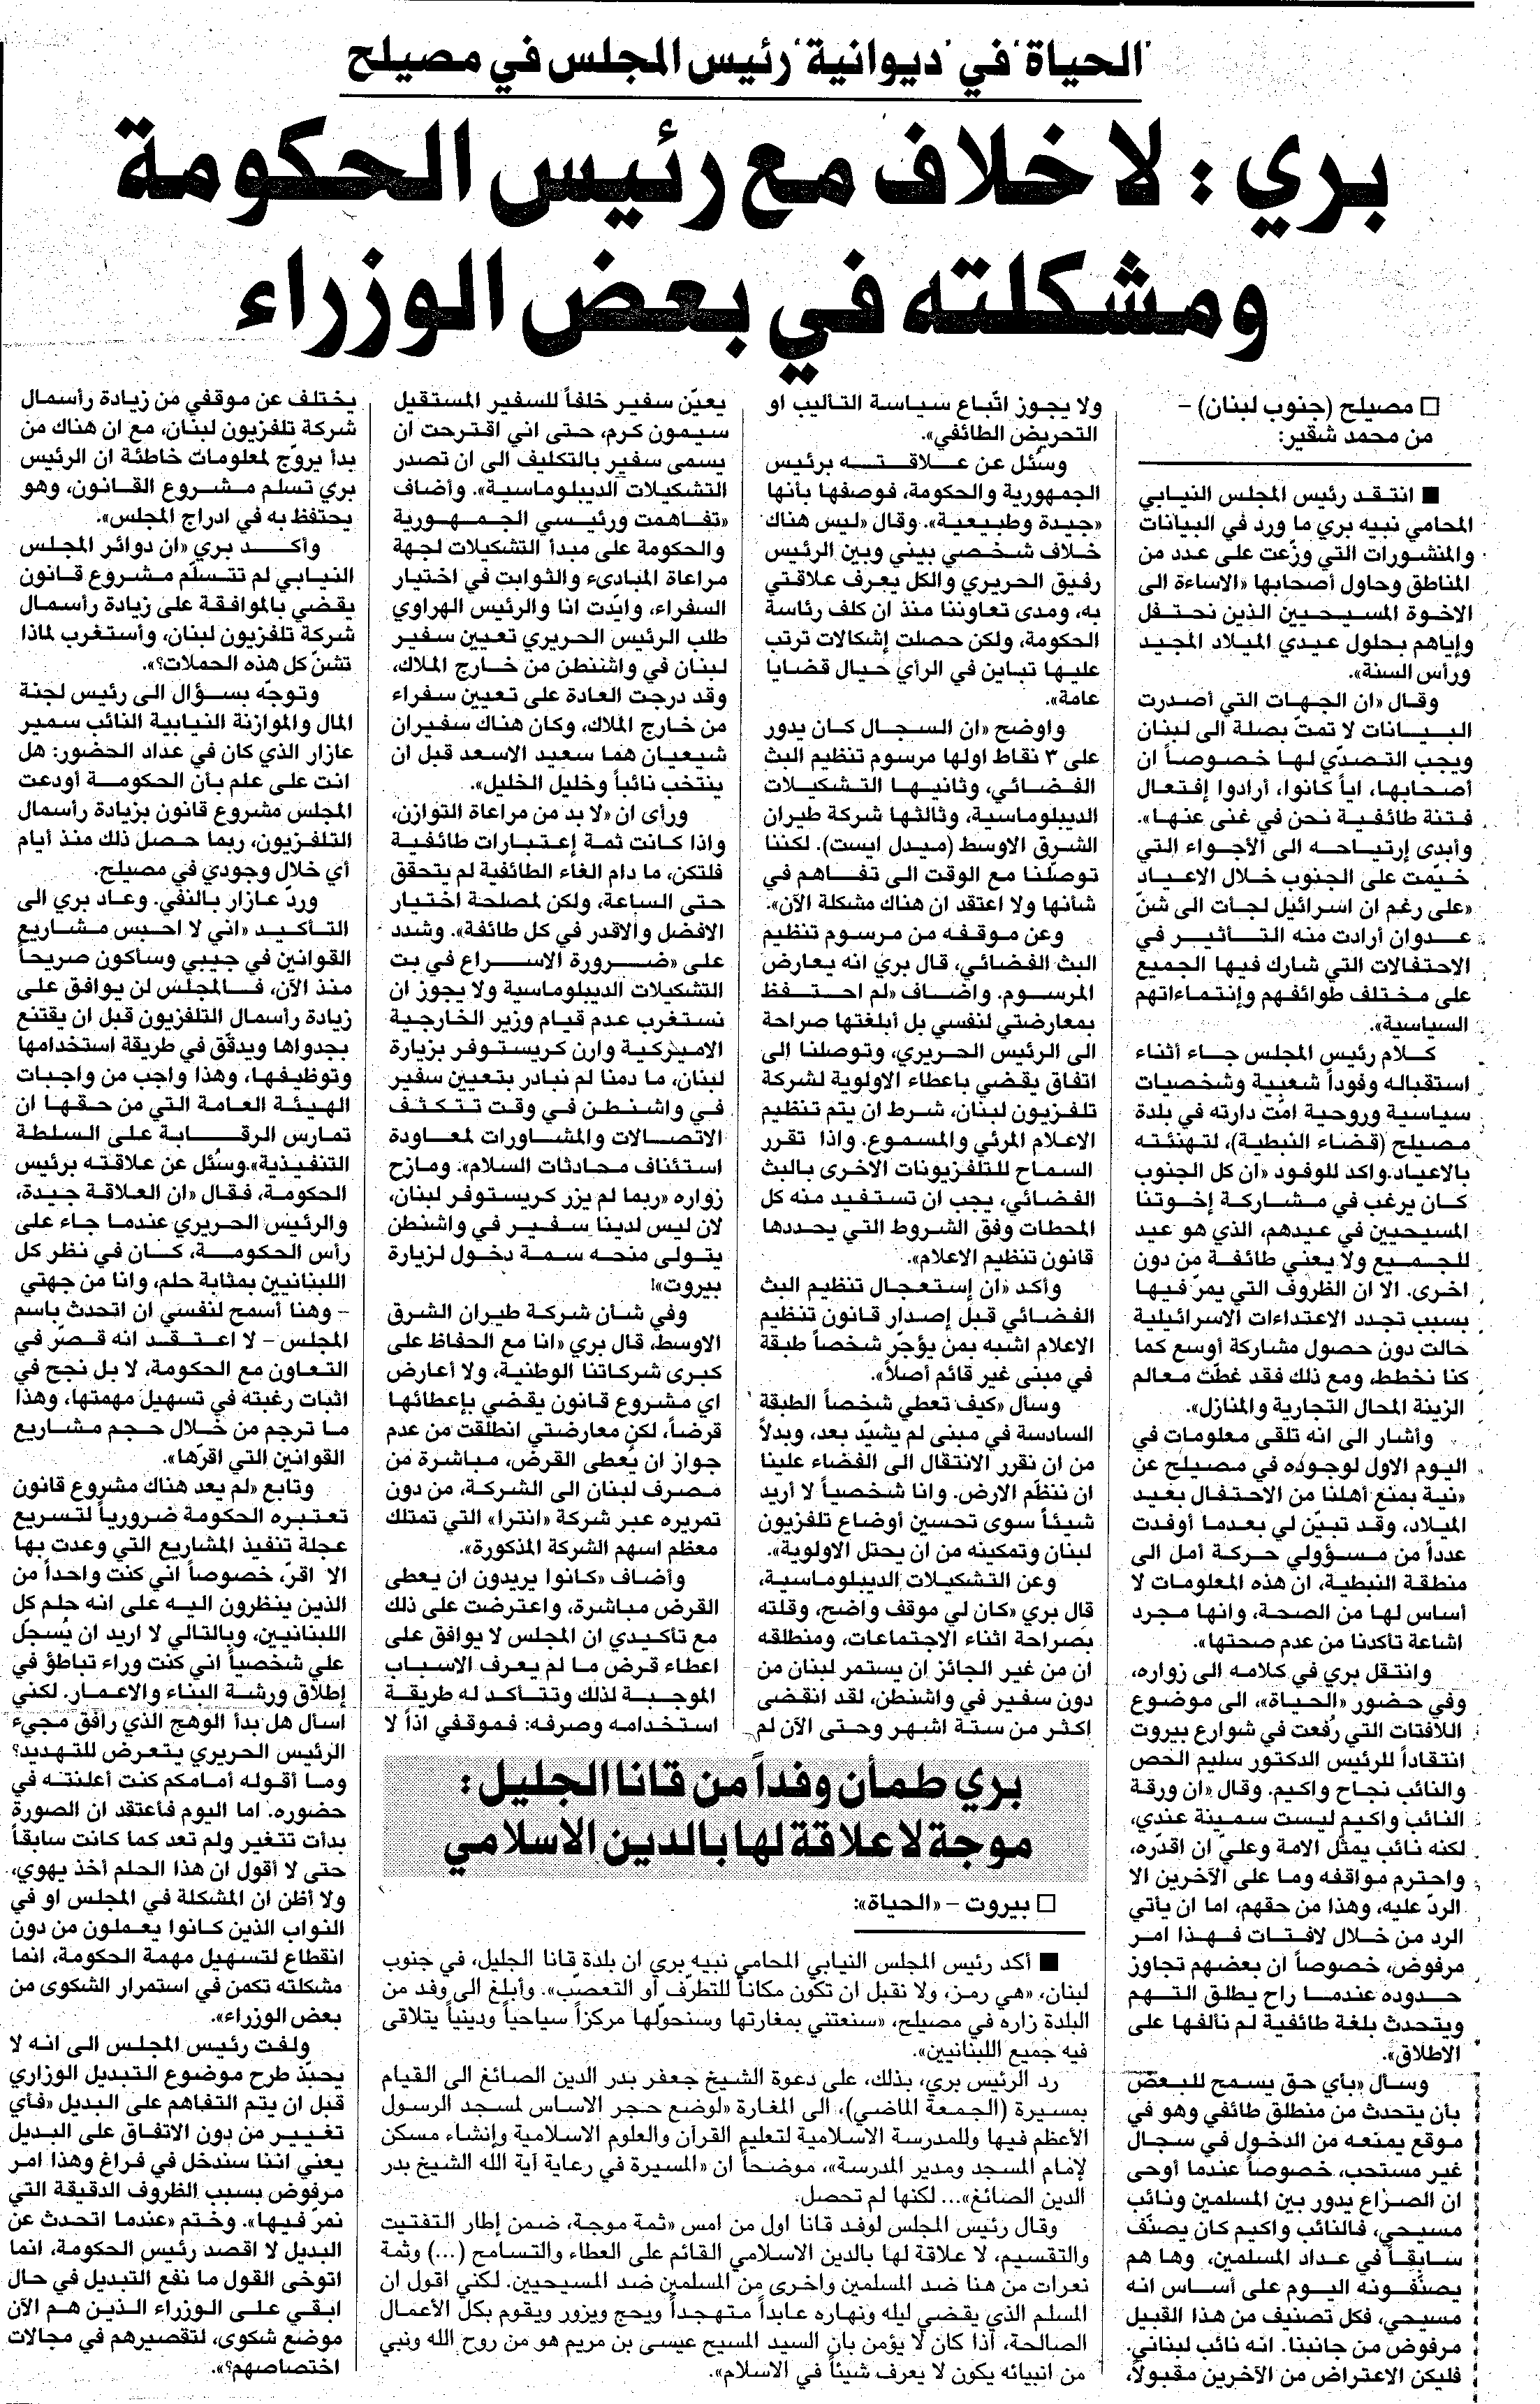 "الحياة" في "ديوانية" رئيس المجلس في مصيلح
بري : لا خلاف مع رئيس الحكومة
ومشكلته في بعض الوزراء
□ مصيلح (جنوب لبنان) –
من محمد شقير:
■ انتقد رئيس المجلس النيابي
المحامي نبيه بري ما ورد في البيانات
والمنشورات التي وزّعت على عدد من
المناطق وحاول أصحابها «الاساءة الى
الاخوة المسيحيين الذين نحتفل
وإياهم بحلول عيدي الميلاد المجيد
ورأس السنة».
وقال «ان الجهات التي أصدرت
البيانات لا تمتّ بصلة الى لبنان
ويجب التصدّي لها خصوصاً ان
أصحابها، اياً كانوا، أرادوا إفتعال
فتنة طائفية نحن في غنى عنها».
وأبدى إرتياحه الى الأجواء التي
خيّمت على الجنوب خلال الاعياد
«على رغم ان اسرائيل لجأت الى شنّ
عدوان أرادت منه التأثير في
الاحتفالات التي شارك فيها الجميع
على مختلف طوائفهم وإنتماءاتهم
السياسية».
كلام رئيس المجلس جاء أثناء
استقباله وفوداً شعبية وشخصيات
سياسية وروحية امّت دارته في بلدة
مصيلح (قضاء النبطية)، لتهنئته
بالاعياد. واكد للوفود «ان كل الجنوب
كان يرغب في مشاركة إخوتنا
المسيحيين في عيدهم، الذي هو عيد
للجميع ولا يعني طائفة من دون
اخرى. الا ان الظروف التي يمرّ فيها
بسبب تجدد الاعتداءات الاسرائيلية
حالت دون حصول مشاركة أوسع كما
كنا نخطط، ومع ذلك فقد غطّت معالم
الزينة المحال التجارية والمنازل».
وأشار الى انه تلقى معلومات في
اليوم الاول لوجوده في مصيلح عن
«نية بمنع أهلنا من الاحتفال بعيد
الميلاد، وقد تبيّن لي بعدما أوفدت
عدداً من مسؤولي حركة أمل الى
منطقة النبطية، ان هذه المعلومات لا
أساس لها من الصحة، وانها مجرد
اشاعة تأكدنا من عدم صحتها».
وانتقل بري في كلامه الى زواره،
وفي حضور «الحياة»، الى موضوع
اللافتات التي رُفعت في شوارع بيروت
انتقاداً للرئيس الدكتور سليم الحص
والنائب نجاح واكيم. وقال «ان ورقة
النائب واكيم ليست سمينة عندي،
لكنه نائب يمثّل الامة وعليّ ان اقدّره،
واحترم مواقفه وما على الآخرين الا
الردّ عليه، وهذا من حقهم، اما ان يأتي
الرد من خلال لافتات فهذا امر
مرفوض، خصوصاً ان بعضهم تجاوز
حدوده عندما راح يطلق التهم
ويتحدث بلغة طائفية لم نألفها على
الاطلاق».
وسأل «بأي حق يسمح للبعض
بأن يتحدث من منطلق طائفي وهو في
موقع يمنعه من الدخول في سجال
غير مستحب، خصوصاً عندما أوحى
ان الصراع يدور بين المسلمين ونائب
مسيحي، فالنائب واكيم كان يصنّف
سابقاً في عداد المسلمين، وها هم
يصنّفونه اليوم على أساس انه
مسيحي، فكل تصنيف من هذا القبيل
مرفوض من جانبنا. انه نائب لبناني.
فليكن الاعتراض من الآخرين مقبولاً،
ولا يجوز اتّباع سياسة التأليب او
التحريض الطائفي».
وسُئل عن علاقته برئيس
الجمهورية والحكومة، فوصفها بأنها
«جيدة وطبيعية». وقال «ليس هناك
خلاف شخصي بيني وبين الرئيس
رفيق الحريري والكل يعرف علاقتي
به، ومدى تعاوننا منذ ان كلف رئاسة
الحكومة، ولكن حصلت إشكالات ترتب
عليها تباين في الرأي حيال قضايا
عامة».
واوضح «ان السجال كان يدور
على ٣ نقاط اولها مرسوم تنظيم البث
الفضائي، وثانيها التشكيلات
الديبلوماسية، وثالثها شركة طيران
الشرق الاوسط (ميدل ايست). لكننا
توصّلنا مع الوقت الى تفاهم في
شأنها ولا اعتقد ان هناك مشكلة الآن».
وعن موقفه من مرسوم تنظيم
البث الفضائي، قال بري انه يعارض
المرسوم. واضاف «لم احتفظ
بمعارضتي لنفسي بل أبلغتها صراحة
الى الرئيس الحريري، وتوصلنا الى
اتفاق يقضي باعطاء الاولوية لشركة
تلفزيون لبنان، شرط ان يتم تنظيم
الاعلام المرئي والمسموع. واذا تقرر
السماح للتلفزيونات الاخرى بالبث
الفضائي، يجب ان تستفيد منه كل
المحطات وفق الشروط التي يحددها
قانون تنظيم الاعلام».
وأكد «ان إستعجال تنظيم البث
الفضائي قبل إصدار قانون تنظيم
الاعلام اشبه بمن يؤجّر شخصاً طبقة
في مبنى غير قائم أصلاً».
وسأل «كيف تعطي شخصاً الطبقة
السادسة في مبنى لم يشيّد بعد، وبدلاً
من ان نقرر الانتقال الى الفضاء علينا
ان ننظّم الارض. وانا شخصياً لا أريد
شيئاً سوى تحسين أوضاع تلفزيون
لبنان وتمكينه من ان يحتل الاولوية».
وعن التشكيلات الديبلوماسية،
قال بري «كان لي موقف واضح، وقلته
بصراحة اثناء الاجتماعات، ومنطلقه
ان من غير الجائز ان يستمر لبنان من
دون سفير في واشنطن، لقد انقضى
اكثر من ستة اشهر وحتى الآن لم
يعيّن سفير خلفاً للسفير المستقيل
سيمون كرم، حتى اني اقترحت ان
يسمى سفير بالتكليف الى ان تصدر
التشكيلات الديبلوماسية». وأضاف
«تفاهمت ورئيسي الجمهورية
والحكومة على مبدأ التشكيلات لجهة
مراعاة المبادىء والثوابت في اختيار
السفراء، وايّدت انا والرئيس الهراوي
طلب الرئيس الحريري تعيين سفير
لبنان في واشنطن من خارج الملاك،
وقد درجت العادة على تعيين سفراء
من خارج الملاك، وكان هناك سفيران
شيعيان هما سعيد الاسعد قبل ان
ينتخب نائباً وخليل الخليل».
ورأى ان «لا بد من مراعاة التوازن،
واذا كانت ثمة إعتبارات طائفية
فلتكن، ما دام الغاء الطائفية لم يتحقق
حتى الساعة، ولكن لمصلحة اختيار
الافضل والاقدر في كل طائفة». وشدد
على «ضرورة الاسراع في بت
التشكيلات الديبلوماسية ولا يجوز ان
نستغرب عدم قيام وزير الخارجية
الاميركية وارن كريستوفر بزيارة
لبنان، ما دمنا لم نبادر بتعيين سفير
في واشنطن في وقت تتكثف
الاتصالات والمشاورات لمعاودة
استئناف محادثات السلام». ومازح
زواره «ربما لم يزر كريستوفر لبنان،
لان ليس لدينا سفير في واشنطن
يتولى منحه سمة دخول لزيارة
بيروت»!
وفي شأن شركة طيران الشرق
الاوسط، قال بري «انا مع الحفاظ على
كبرى شركاتنا الوطنية، ولا أعارض
اي مشروع قانون يقضي بإعطائها
قرضاً، لكن معارضتي انطلقت من عدم
جواز ان يُعطى القرض، مباشرة من
مصرف لبنان الى الشركة، من دون
تمريره عبر شركة «انترا» التي تمتلك
معظم اسهم الشركة المذكورة».
وأضاف «كانوا يريدون ان يعطى
القرض مباشرة، واعترضت على ذلك
مع تأكيدي ان المجلس لا يوافق على
اعطاء قرض ما لم يعرف الاسباب
الموجبة لذلك وتتأكد له طريقة
استخدامه وصرفه: فموقفي اذاً لا
يختلف عن موقفي من زيادة رأسمال
شركة تلفزيون لبنان، مع ان هناك من
بدأ يروّج لمعلومات خاطئة ان الرئيس
بري تسلم مشروع القانون، وهو
يحتفظ به في ادراج المجلس».
وأكد بري «ان دوائر المجلس
النيابي لم تتسلّم مشروع قانون
يقضي بالموافقة على زيادة رأسمال
شركة تلفزيون لبنان، وأستغرب لماذا
تشنّ كل هذه الحملات؟».
وتوجّه بسؤال الى رئيس لجنة
المال والموازنة النيابية النائب سمير
عازار الذي كان في عداد الحضور: هل
انت على علم بأن الحكومة أودعت
المجلس مشروع قانون بزيادة رأسمال
التلفزيون، ربما حصل ذلك منذ أيام
أي خلال وجودي في مصيلح.
وردّ عازار بالنفي. وعاد بري الى
التأكيد «اني لا احبس مشاريع
القوانين في جيبي وسأكون صريحاً
منذ الآن، فالمجلس لن يوافق على
زيادة رأسمال التلفزيون قبل ان يقتنع
بجدواها ويدقّق في طريقة استخدامها
وتوظيفها، وهذا واجب من واجبات
الهيئة العامة التي من حقها ان
تمارس الرقابة على السلطة
التنفيذية». وسُئل عن علاقته برئيس
الحكومة، فقال «ان العلاقة جيدة،
والرئيس الحريري عندما جاء على
رأس الحكومة، كان في نظر كل
اللبنانيين بمثابة حلم، وانا من جهتي
– وهنا أسمح لنفسي ان اتحدث باسم
المجلس – لا اعتقد انه قصّر في
التعاون مع الحكومة، لا بل نجح في
اثبات رغبته في تسهيل مهمتها، وهذا
ما ترجم من خلال حجم مشاريع
القوانين التي اقرّها».
وتابع «لم يعد هناك مشروع قانون
تعتبره الحكومة ضرورياً لتسريع
عجلة تنفيذ المشاريع التي وعدت بها
الا اقرّ، خصوصاً اني كنت واحداً من
الذين ينظرون اليه على انه حلم كل
اللبنانيين، وبالتالي لا اريد ان يُسجلّ
علي شخصياً اني كنت وراء تباطؤ في
إطلاق ورشة البناء والاعمار. لكني
اسأل هل بدأ الوهج الذي رافق مجيء
الرئيس الحريري يتعرض للتهديد؟
وما أقوله أمامكم كنت أعلنته في
حضوره. اما اليوم فأعتقد ان الصورة
بدأت تتغير ولم تعد كما كانت سابقاً
حتى لا أقول ان هذا الحلم أخذ يهوي،
ولا أظن ان المشكلة في المجلس او في
النواب الذين كانوا يعملون من دون
انقطاع لتسهيل مهمة الحكومة، انما
مشكلته تكمن في استمرار الشكوى من
بعض الوزراء».
ولفت رئيس المجلس الى انه لا
يحبّذ طرح موضوع التبديل الوزاري
قبل ان يتم التفاهم على البديل «فأي
تغيير من دون الاتفاق على البديل
يعني اننا سندخل في فراغ وهذا امر
مرفوض بسبب الظروف الدقيقة التي
نمرّ فيها». وختم «عندما اتحدث عن
البديل لا اقصد رئيس الحكومة، انما
اتوخى القول ما نفع التبديل في حال
ابقي على الوزراء الذين هم الآن
موضع شكوى، لتقصيرهم في مجالات
اختصاصهم؟».
بري طمأن وفداً من قانا الجليل :
موجة لا علاقة لها بالدين الاسلامي
□ بيروت – «الحياة»:
■ أكد رئيس المجلس النيابي المحامي نبيه بري ان بلدة قانا الجليل، في جنوب
لبنان، «هي رمز، ولا نقبل ان تكون مكاناً للتطرّف أو التعصّب». وأبلغ الى وفد من
البلدة زاره في مصيلح، «سنعتني بمغارتها وسنحولّها مركزاً سياحياً ودينياً يتلاقى
فيه جميع اللبنانيين».
رد الرئيس بري، بذلك، على دعوة الشيخ جعفر بدر الدين الصائغ الى القيام
بمسيرة (الجمعة الماضي)، الى المغارة «لوضع حجر الاساس لمسجد الرسول
الأعظم فيها وللمدرسة الاسلامية لتعليم القرآن والعلوم الاسلامية وإنشاء مسكن
لإمام المسجد ومدير المدرسة»، موضحاً ان «المسيرة في رعاية آية الله الشيخ بدر
الدين الصائغ»... لكنها لم تحصل.
وقال رئيس المجلس لوفد قانا اول من امس «ثمة موجة، ضمن إطار التفتيت
والتقسيم، لا علاقة لها بالدين الاسلامي القائم على العطاء والتسامح (...) وثمة
نعرات من هنا ضد المسلمين واخرى من المسلمين ضد المسيحيين. لكني اقول ان
المسلم الذي يقضي ليله ونهاره عابداً متهجداً ويحج ويزور ويقوم بكل الأعمال
الصالحة، اذا كان لا يؤمن بان السيد المسيح عيسى بن مريم هو من روح الله ونبي
من انبيائه يكون لا يعرف شيئاً في الاسلام».